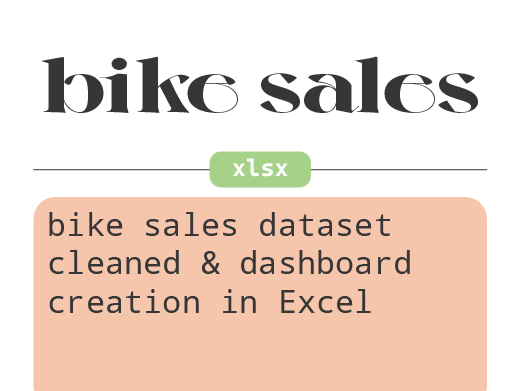 bike sales
xlsx
bike sales dataset
cleaned & dashboard
creation in Excel